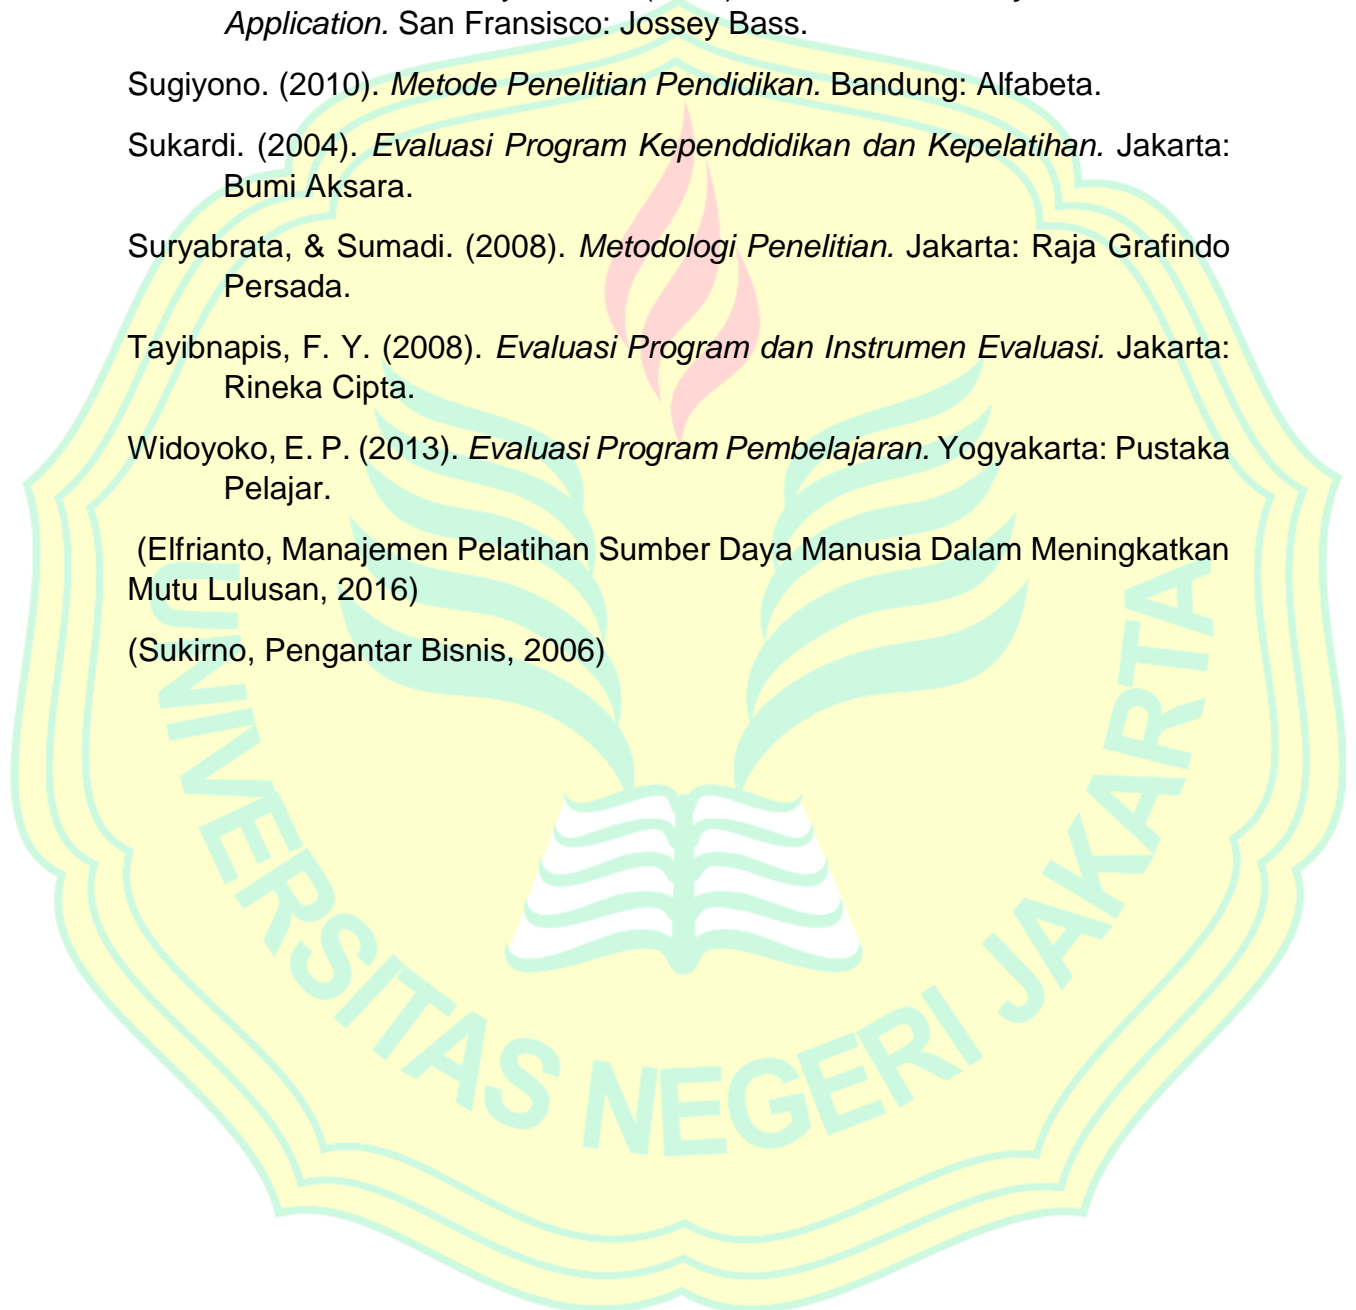 Application. San Fransisco: Jossey Bass.
Sugiyono. (2010). Metode Penelitian Pendidikan. Bandung: Alfabeta.
Sukardi. (2004). Evaluasi Program Kependdidikan dan Kepelatihan. Jakarta:
Bumi Aksara.
Suryabrata, & Sumadi. (2008). Metodologi Penelitian. Jakarta: Raja Grafindo
Persada.
Tayibnapis, F. Y. (2008). Evaluasi Program dan Instrumen Evaluasi. Jakarta:
Rineka Cipta.
Widoyoko, E. P. (2013). Evaluasi Program Pembelajaran. Yogyakarta: Pustaka
Pelajar.
(Elfrianto, Manajemen Pelatihan Sumber Daya Manusia Dalam Meningkatkan
Mutu Lulusan, 2016)
(Sukirno, Pengantar Bisnis, 2006)
UNIVERSITAS NEGERI JAKARTA